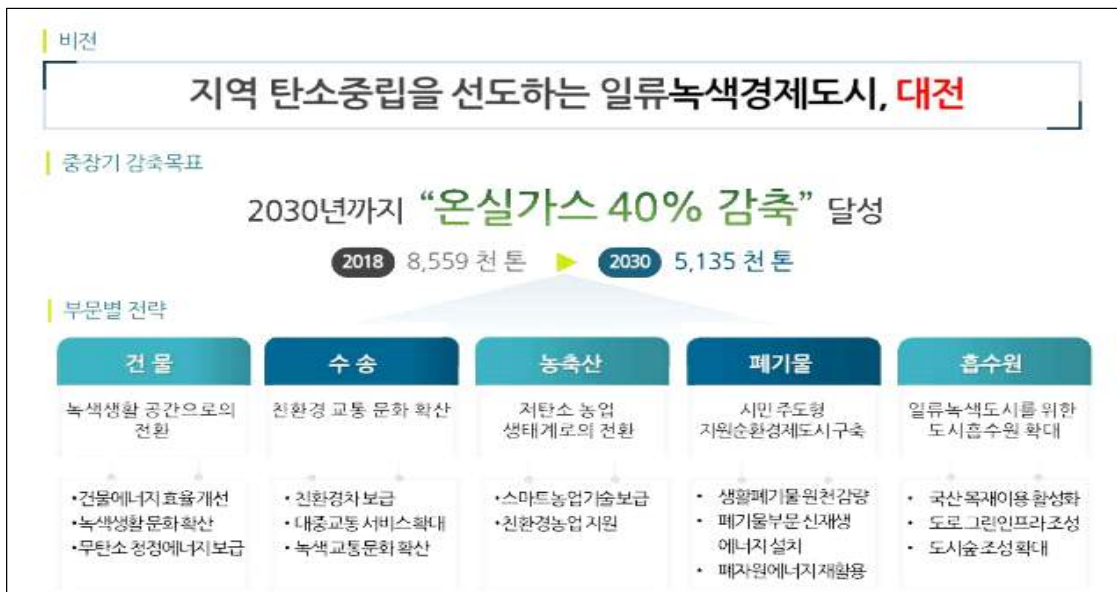 비전
지역 탄소중립을 선도하는 일류녹색경제도시, 대전
중장기 감축목표
2030년까지 “온실가스 40% 감축” 달성
2018 8,559 천 톤 ▶ 2030 5,135 천 톤
부문별 전략
건 물
녹색생활 공간으로의
전환
•건물에너지 효율 개선
•녹색생활 문화 확산
•무탄소 청정에너지 보급
수 송
친환경 교통 문화 확산
• 친환경차 보급
• 대중교통 서비스 확대
• 녹색 교통문화 확산
농축산
저탄소 농업
생태계로의 전환
•스마트농업기술 보급
•친환경농업 지원
폐기물
시민 주도형
자원순환경제도시 구축
• 생활폐기물 원천 감량
• 폐기물부문 신재생
에너지 설치
• 폐자원에너지 재활용
흡수원
일류녹색도시를 위한
도시흡수원 확대
• 국산 목재이용 활성화
• 도로 그린인프라 조성
• 도시숲 조성 확대